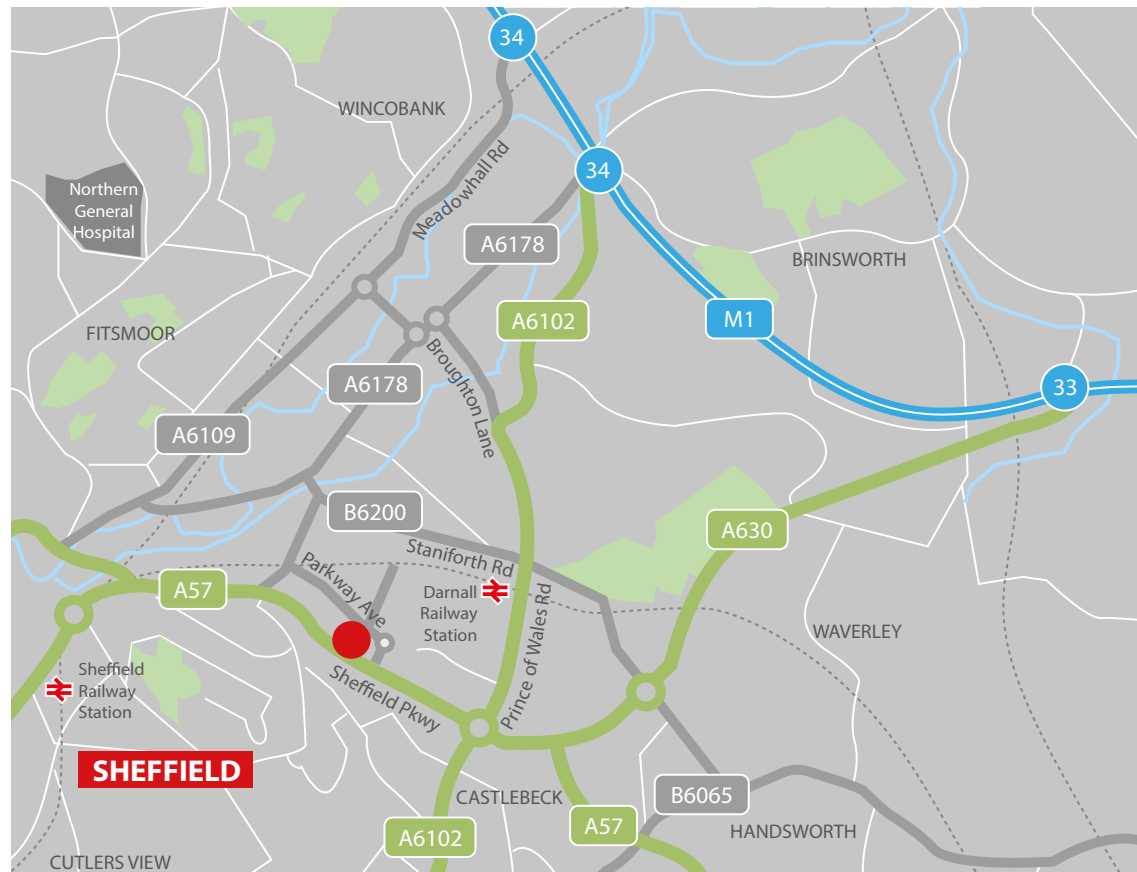 34
WINCOBANK
Meadowhall Rd
34
Northern
General
Hospital
A6178
BRINSWORTH
A6102
M1
FITSMOOR
Broughton Lane
A6178
33
A6109
B6200
A630
Staniforth Rd
Parkway Ave
A57
Darnall
Railway
Station
Prince of Wales Rd
WAVERLEY
Sheffield
Railway
Station
Sheffield Pkwy
SHEFFIELD
CASTLEBECK
B6065
A6102
A57
HANDSWORTH
CUTLERS VIEW